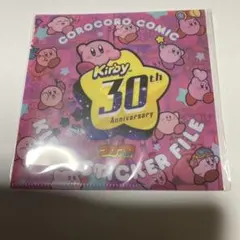 COROCORO COMIC
Kirby
30th
Anniversary
STICKER FILE